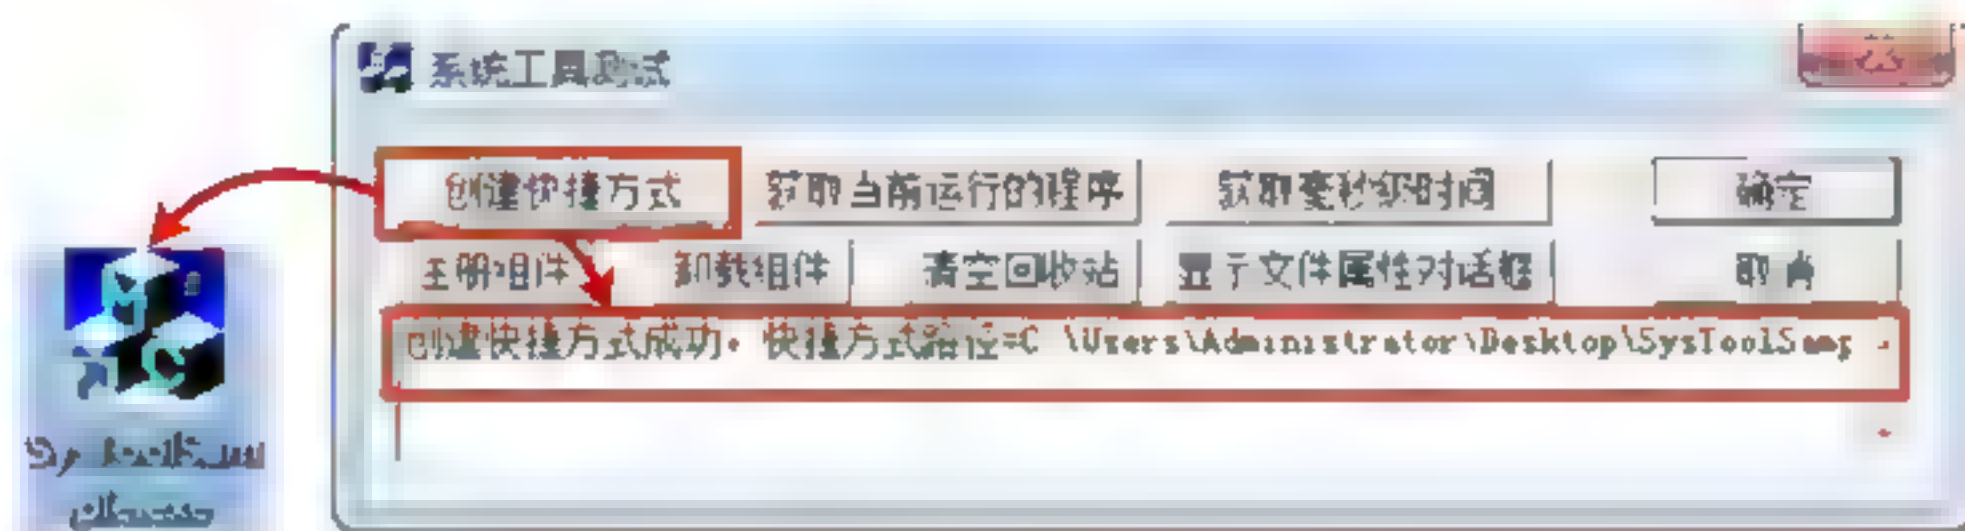 系统工具测试
创建快捷方式 获取当前运行的程序 获取毫秒级时间 确定
注册组件 卸载组件 清空回收站 显示文件属性对话框 取消
创建快捷方式成功。快捷方式路径=C:\Users\Administrator\Desktop\SysToolSamp